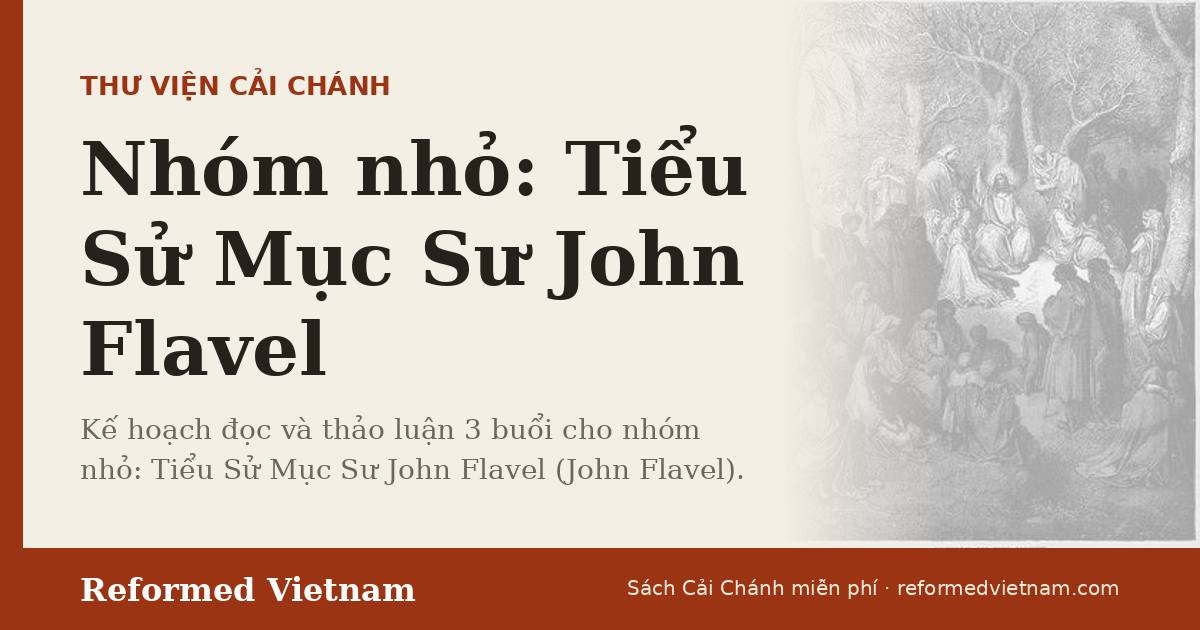 THƯ VIỆN CẢI CHÁNH
Nhóm nhỏ: Tiểu
Sử Mục Sư John
Flavel
Kế hoạch đọc và thảo luận 3 buổi cho nhóm
nhỏ: Tiểu Sử Mục Sư John Flavel (John Flavel).
Reformed Vietnam
Sách Cải Chánh miễn phí · reformedvietnam.com